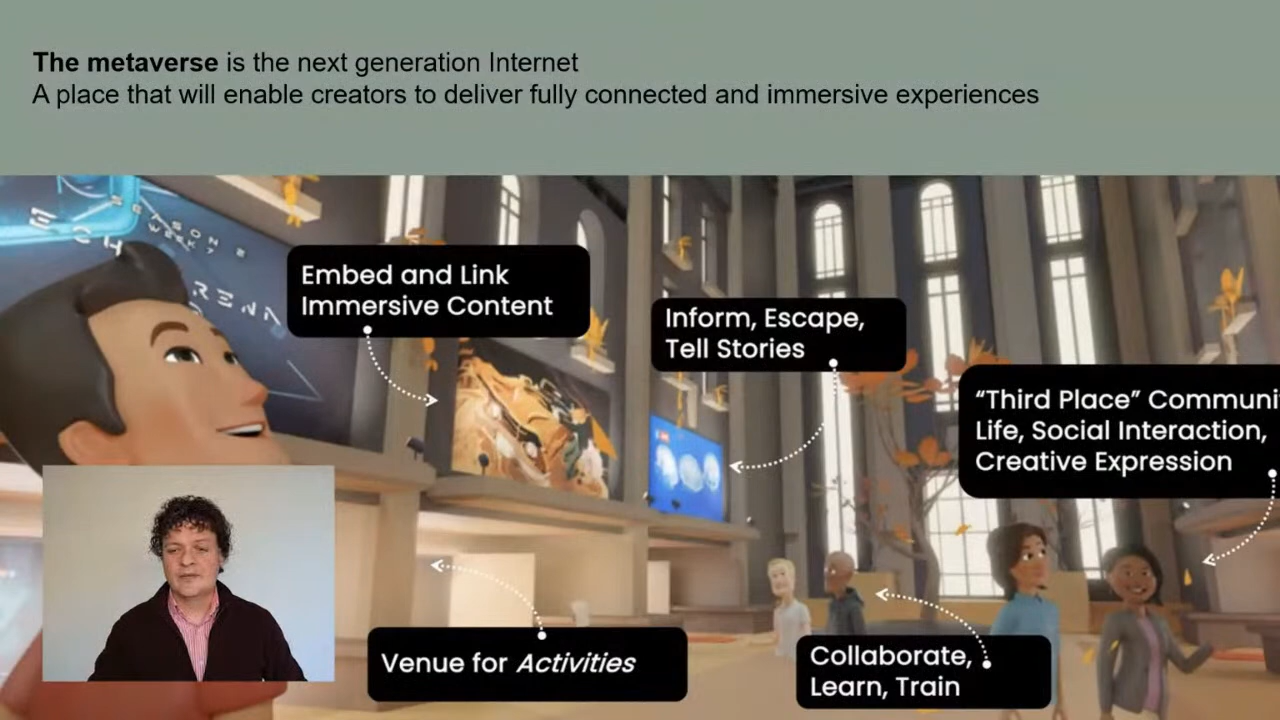 The metaverse is the next generation Internet
A place that will enable creators to deliver fully connected and immersive experiences
Embed and Link
Immersive Content
Inform, Escape,
Tell Stories
“Third Place” Communi
Life, Social Interaction,
Creative Expression
Venue for Activities
Collaborate,
Learn, Train